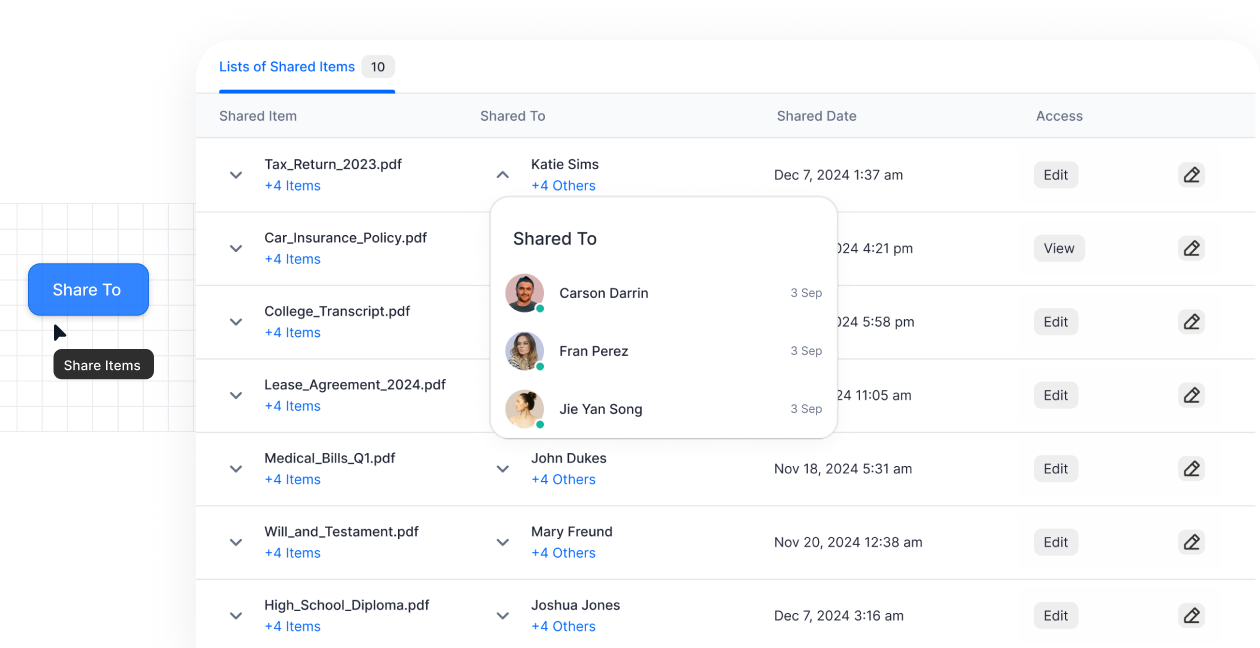 Lists of Shared Items 10
Shared Item Shared To Shared Date Access
Tax_Return_2023.pdf Katie Sims
+4 Items +4 Others
Dec 7, 2024 1:37 am Edit
Car_Insurance_Policy.pdf
+4 Items
24 4:21 pm View
Shared To
Share To
Share Items
Carson Darrin 3 Sep
College_Transcript.pdf
+4 Items
24 5:58 pm Edit
Fran Perez 3 Sep
Lease_Agreement_2024.pdf
+4 Items
24 11:05 am Edit
Jie Yan Song 3 Sep
Medical_Bills_Q1.pdf John Dukes
+4 Items +4 Others
Nov 18, 2024 5:31 am Edit
Will_and_Testament.pdf Mary Freund
+4 Items +4 Others
Nov 20, 2024 12:38 am Edit
High_School_Diploma.pdf Joshua Jones
+4 Items +4 Others
Dec 7, 2024 3:16 am Edit